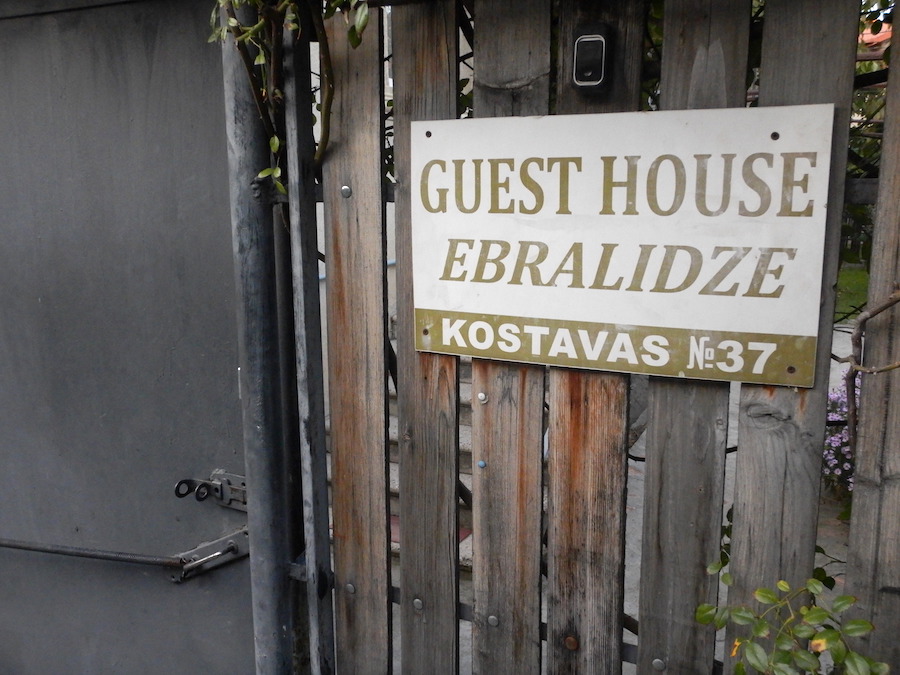 GUEST HOUSE
EBRALIDZE
KOSTAVAS №37